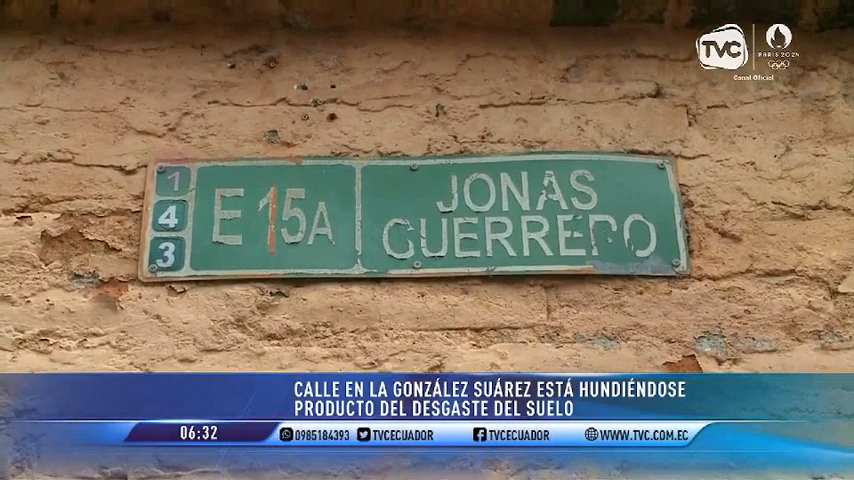 TVC
PARIS 2024
Canal Oficial
1
4
3
E15A
JONAS
GUERRERO
CALLE EN LA GONZÁLEZ SUÁREZ ESTÁ HUNDIÉNDOSE
PRODUCTO DEL DESGASTE DEL SUELO
06:32
0985184393 TVCECUADOR TVCECUADOR WWW.TVC.COM.EC